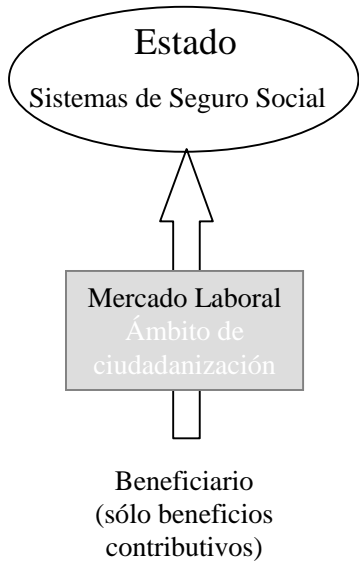 Estado
Sistemas de Seguro Social
Mercado Laboral
Ámbito de
ciudadanización
Beneficiario
(sólo beneficios
contributivos)